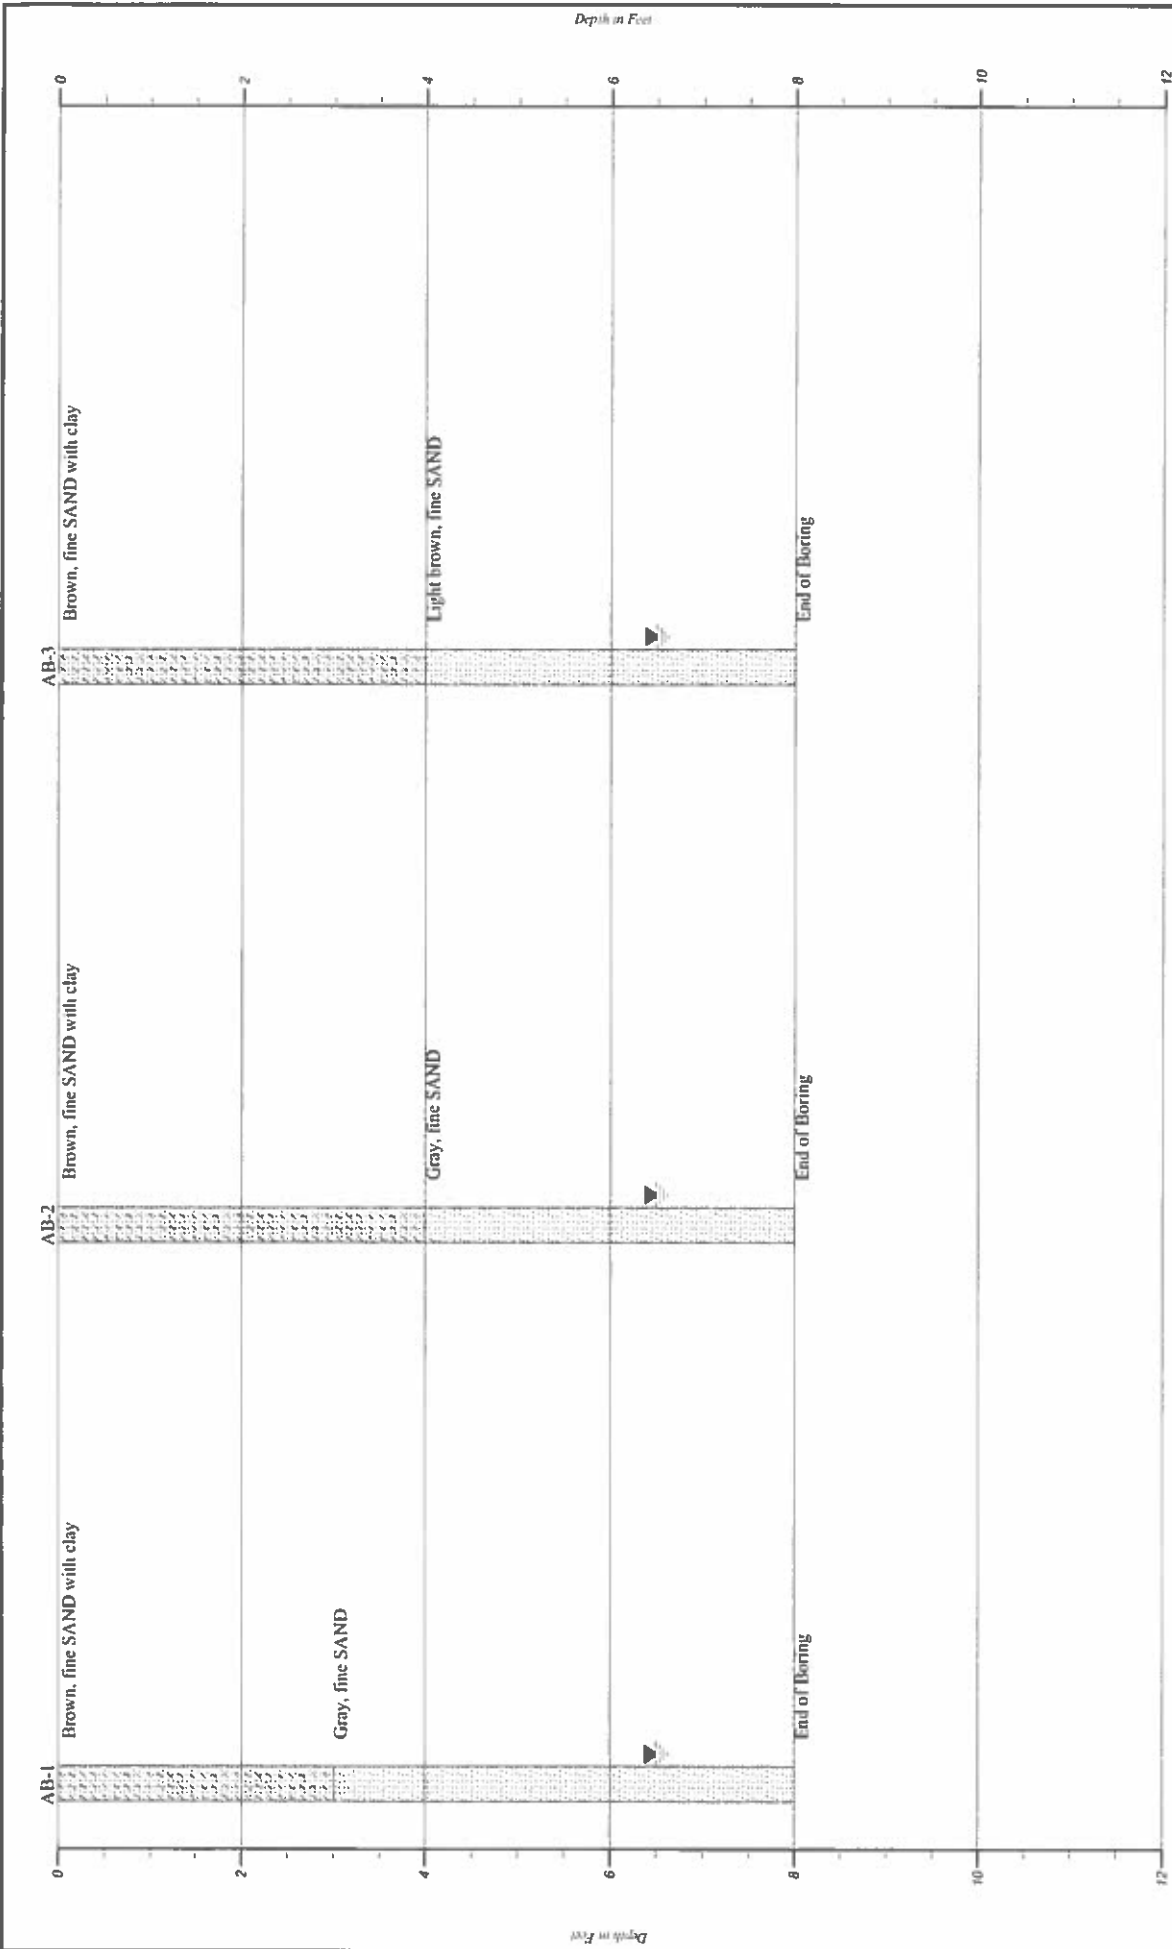 Depth in Feet
0
2
4
6
8
10
12
AB-1
Brown, fine SAND with clay
Gray, fine SAND
End of Boring
AB-2
Brown, fine SAND with clay
Gray, fine SAND
End of Boring
AB-3
Brown, fine SAND with clay
Light brown, fine SAND
End of Boring
0
2
4
6
8
10
12
Depth in Feet